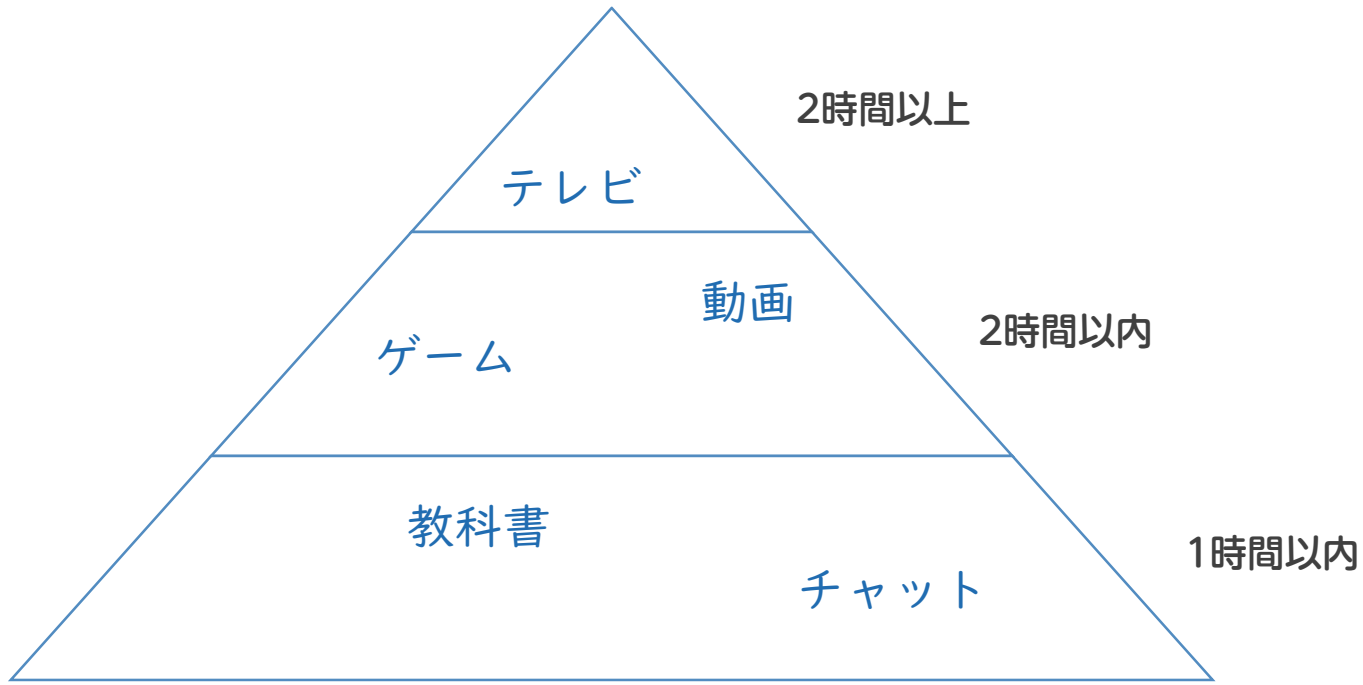 2時間以上
テレビ
動画
2時間以内
ゲーム
教科書
1時間以内
チャット